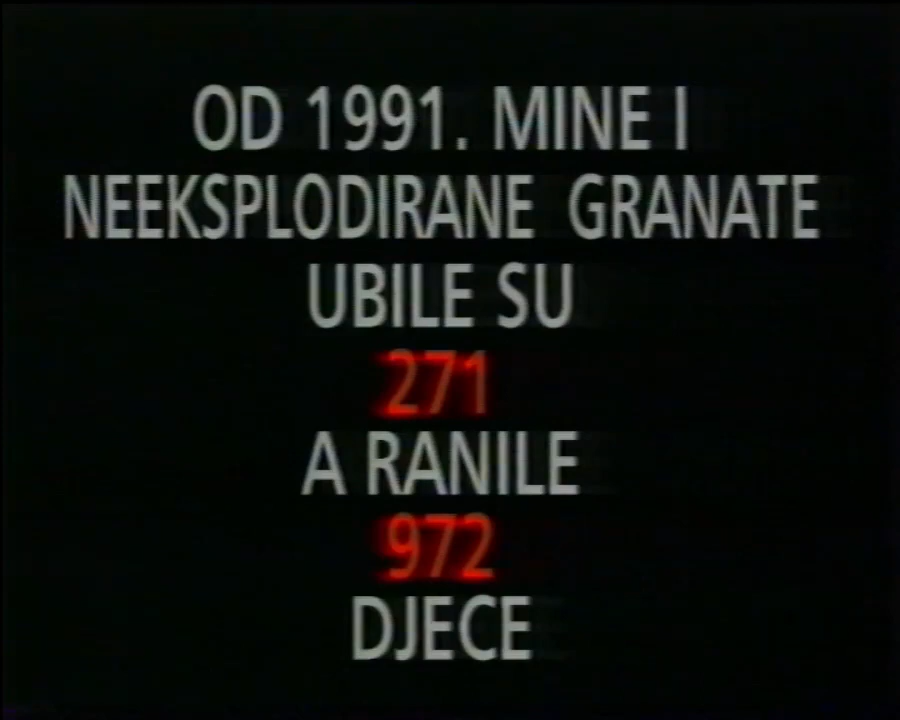 OD 1991. MINE I
NEEKSPLODIRANE GRANATE
UBILE SU
271
A RANILE
972
DJECE